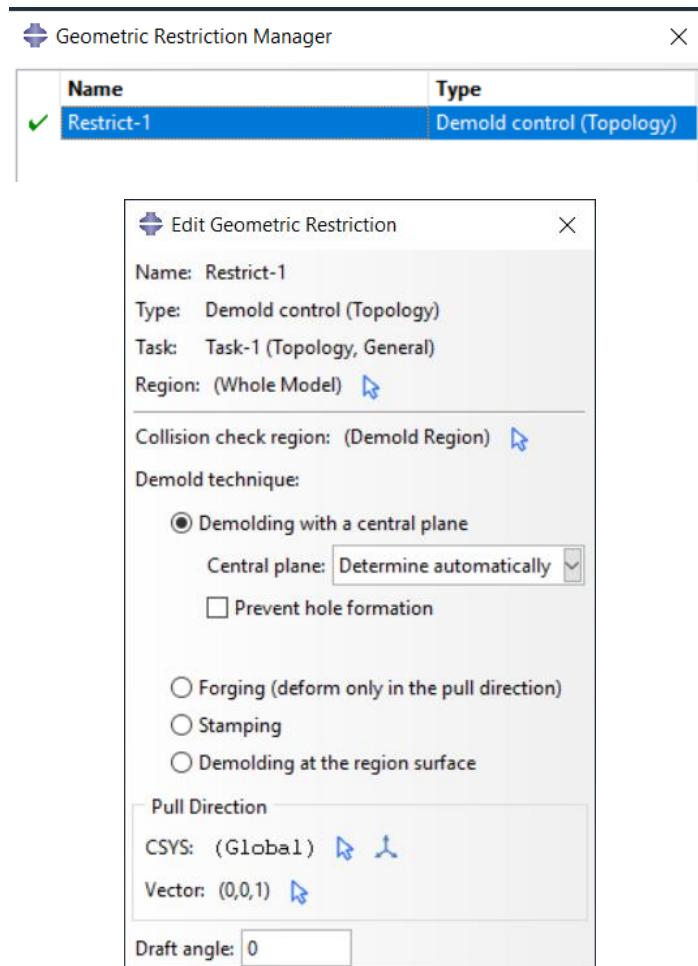 Geometric Restriction Manager
Name Type
Restrict-1 Demold control (Topology)
Edit Geometric Restriction
Name: Restrict-1
Type: Demold control (Topology)
Task: Task-1 (Topology, General)
Region: (Whole Model)
Collision check region: (Demold Region)
Demold technique:
Demolding with a central plane
Central plane: Determine automatically
Prevent hole formation
Forging (deform only in the pull direction)
Stamping
Demolding at the region surface
Pull Direction
CSYS: (Global)
Vector: (0,0,1)
Draft angle: 0